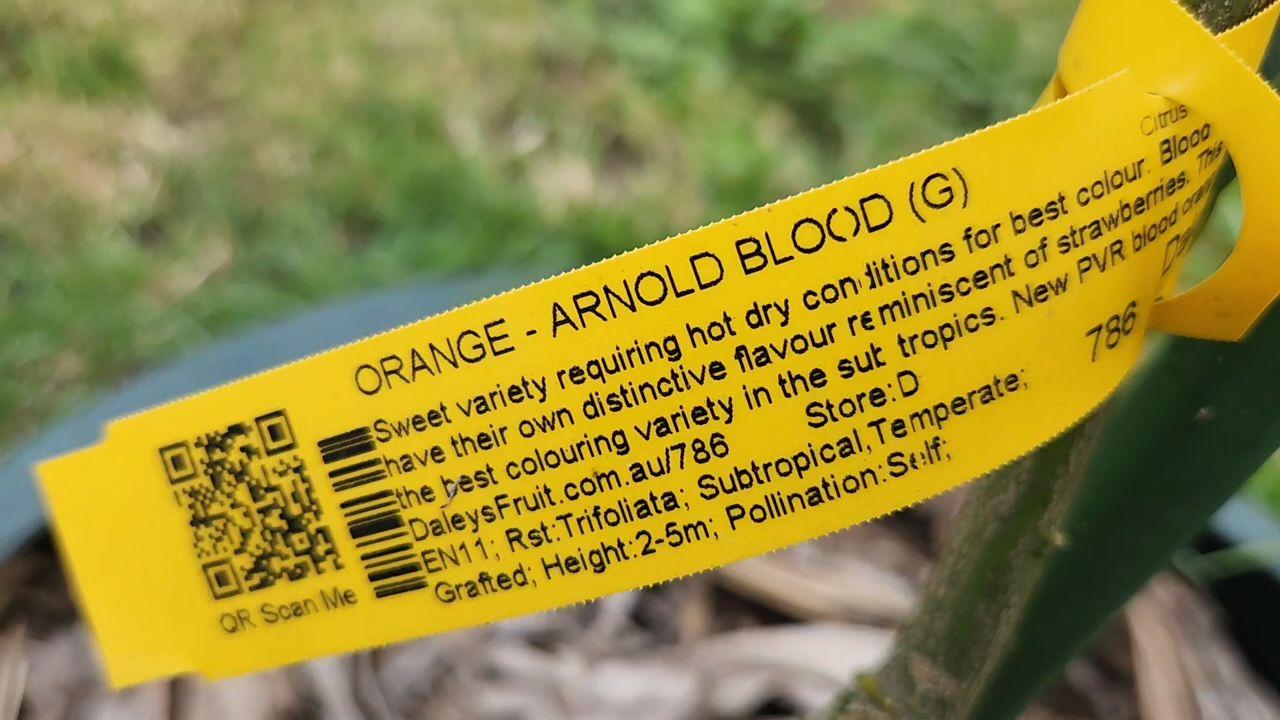 Citrus
ORANGE - ARNOLD BLOOD (G)
Sweet variety requiring hot dry conditions for best colour. Blood
have their own distinctive flavour reminiscent of strawberries. This
the best colouring variety in the sub tropics. New PVR blood
DaleysFruit.com.au/786 Store:D
EN11; Rst:Trifoliata; Subtropical,Temperate; 786
Grafted; Height:2-5m; Pollination:Self;
QR Scan Me